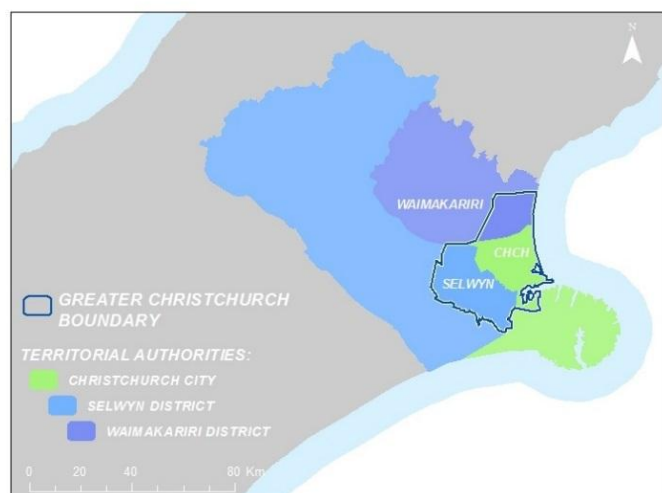 N
WAIMAKARIRI
CHCH
SELWYN
GREATER CHRISTCHURCH
BOUNDARY
TERRITORIAL AUTHORITIES:
CHRISTCHURCH CITY
SELWYN DISTRICT
WAIMAKARIRI DISTRICT
0 20 40 80 Km